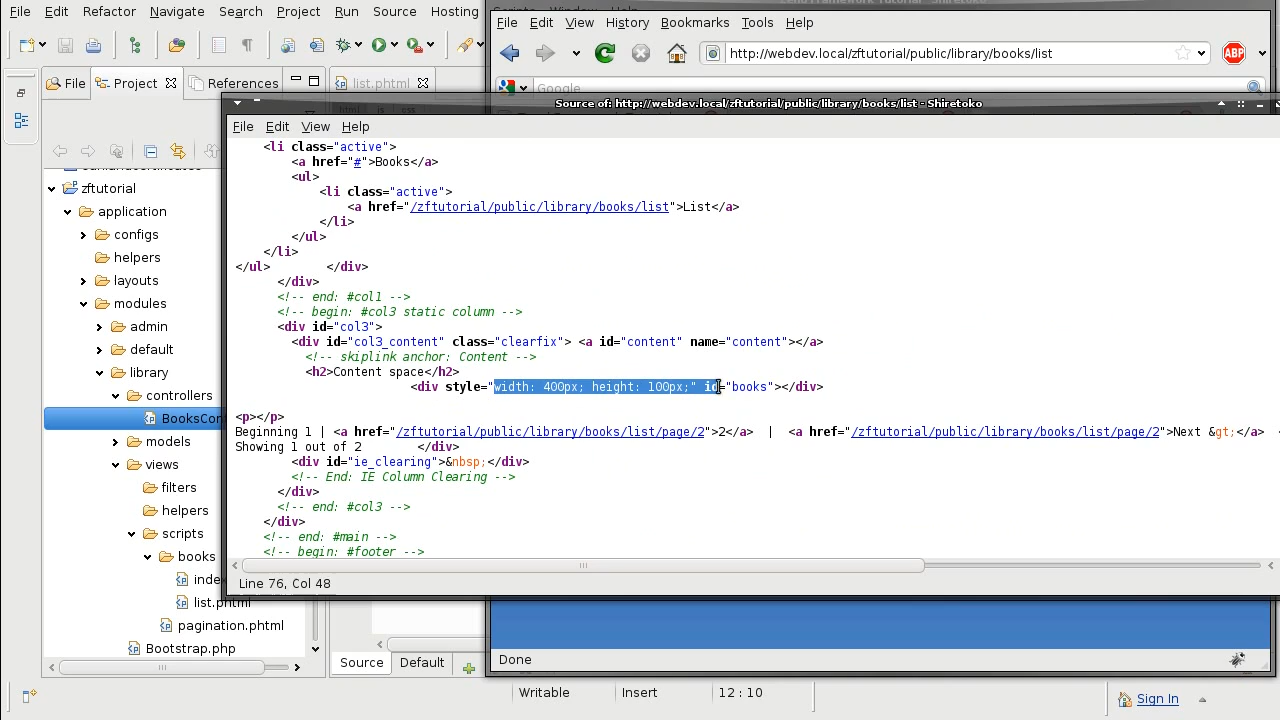 File Edit
Project Run Source Hosting
File Edit View History Bookmarks Tools Help
http://webdev.local/zftutorial/public/library/books/list
ABP
File Project References list.phtml
Google
Source of: http://webdev.local/zftutorial/public/library/books/list - Shiretoko
File Edit View Help
<li class="active">
<a href="#">Books</a>
<ul>
<li class="active">
<a href="/zftutorial/public/library/books/list">List</a>
</li>
</ul>
</li>
</ul> </div>
</div>
<!-- end: #col1 -->
<!-- begin: #col3 static column -->
<div id="col3">
<div id="col3_content" class="clearfix"> <a id="content" name="content"></a>
<!-- skiplink anchor: Content -->
<h2>Content space</h2>
<div style="width: 400px; height: 100px;" id="books"></div>
<p></p>
Beginning 1 | <a href="/zftutorial/public/library/books/list/page/2">2</a> | <a href="/zftutorial/public/library/books/list/page/2">Next &gt;</a> <
Showing 1 out of 2 </div>
<div id="ie_clearing">&nbsp;</div>
<!-- End: IE Column Clearing -->
</div>
<!-- end: #col3 -->
</div>
<!-- end: #main -->
<!-- begin: #footer -->
Line 76, Col 48
zftutorial
application
configs
helpers
layouts
modules
admin
default
library
controllers
BooksCon
models
views
filters
helpers
scripts
books
inde
list.phtml
pagination.phtml
Bootstrap.php
Source Default
Done
Writable Insert 12 : 10
Sign In